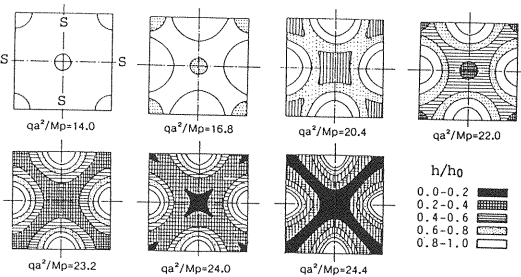 S
S
S
S
qa²/Mp=14.0
qa²/Mp=16.8
qa²/Mp=20.4
qa²/Mp=22.0
qa²/Mp=23.2
qa²/Mp=24.0
qa²/Mp=24.4
h/h₀
0.0-0.2
0.2-0.4
0.4-0.6
0.6-0.8
0.8-1.0